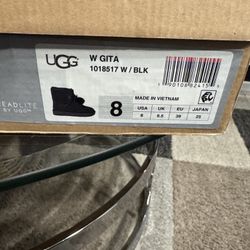 UGG
W GITA
1018517 W / BLK
8
MADE IN VIETNAM
USA UK EU JAPAN
8 6.5 39 25
READLITE
BY UGG